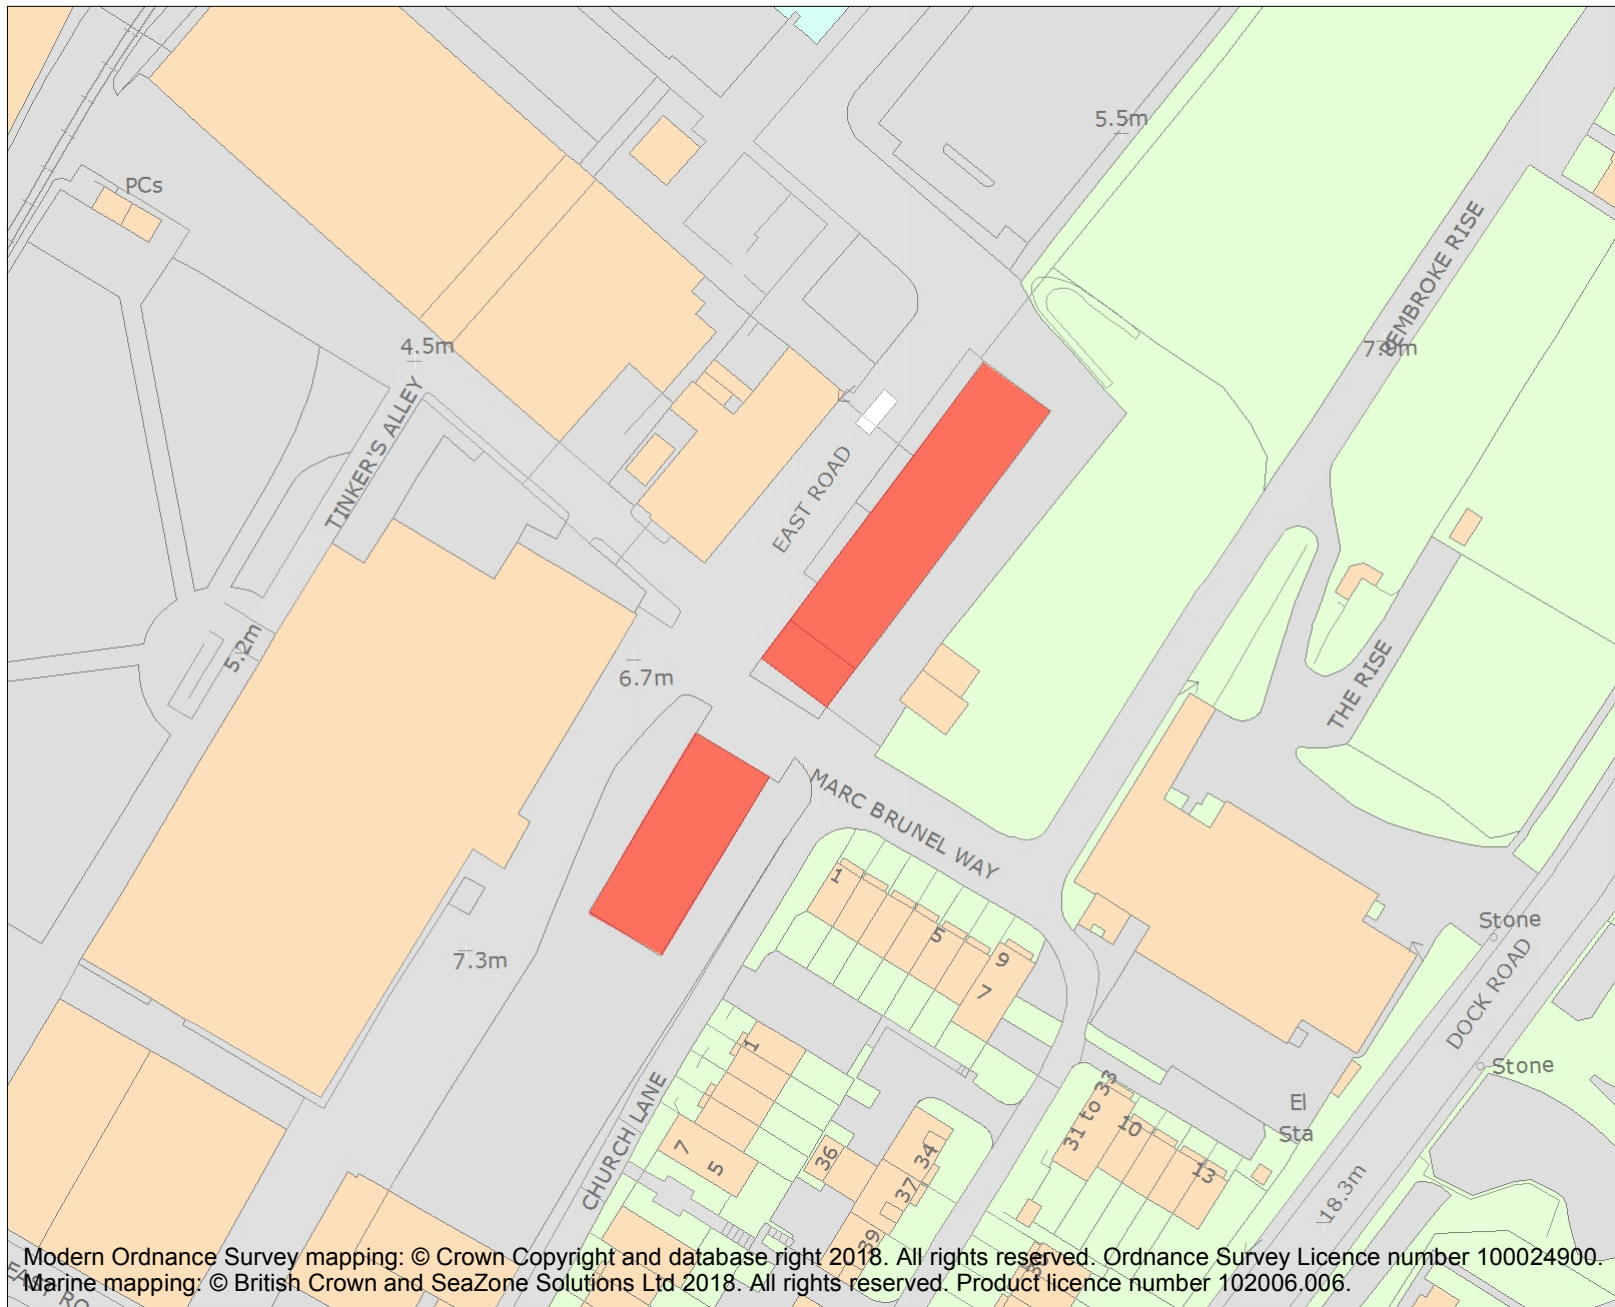 5.5m
PCs
PEMBROKE RISE
7.9m
4.5m
TINKER'S ALLEY
EAST ROAD
5.2m
6.7m
THE RISE
MARC BRUNEL WAY
1
5
9
7
Stone
DOCK ROAD
7.3m
Stone
1
El
Sta
31 to 33
10
13
CHURCH LANE
7
5
36
34
37
39
18.3m
Modern Ordnance Survey mapping: © Crown Copyright and database right 2018. All rights reserved. Ordnance Survey Licence number 100024900.
Marine mapping: © British Crown and SeaZone Solutions Ltd 2018. All rights reserved. Product licence number 102006.006.